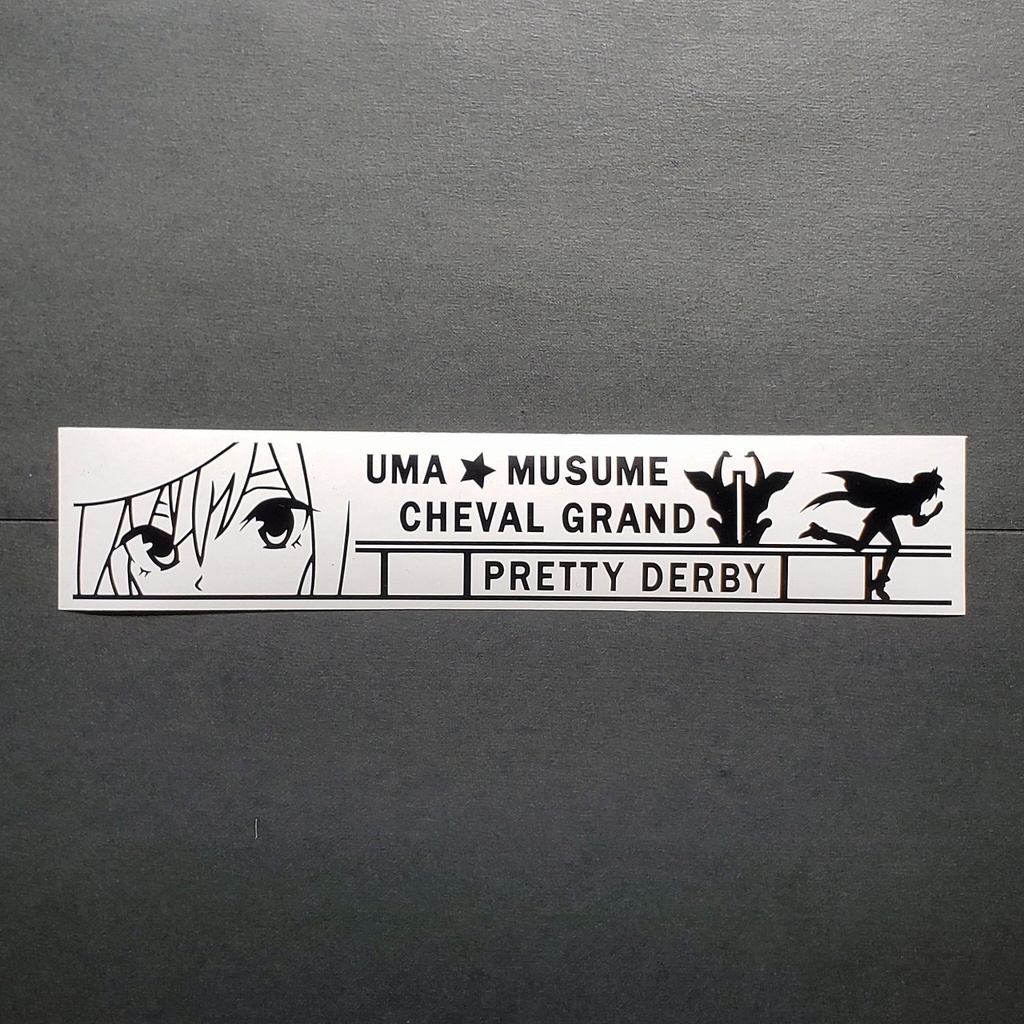 UMA ★ MUSUME
CHEVAL GRAND
PRETTY DERBY